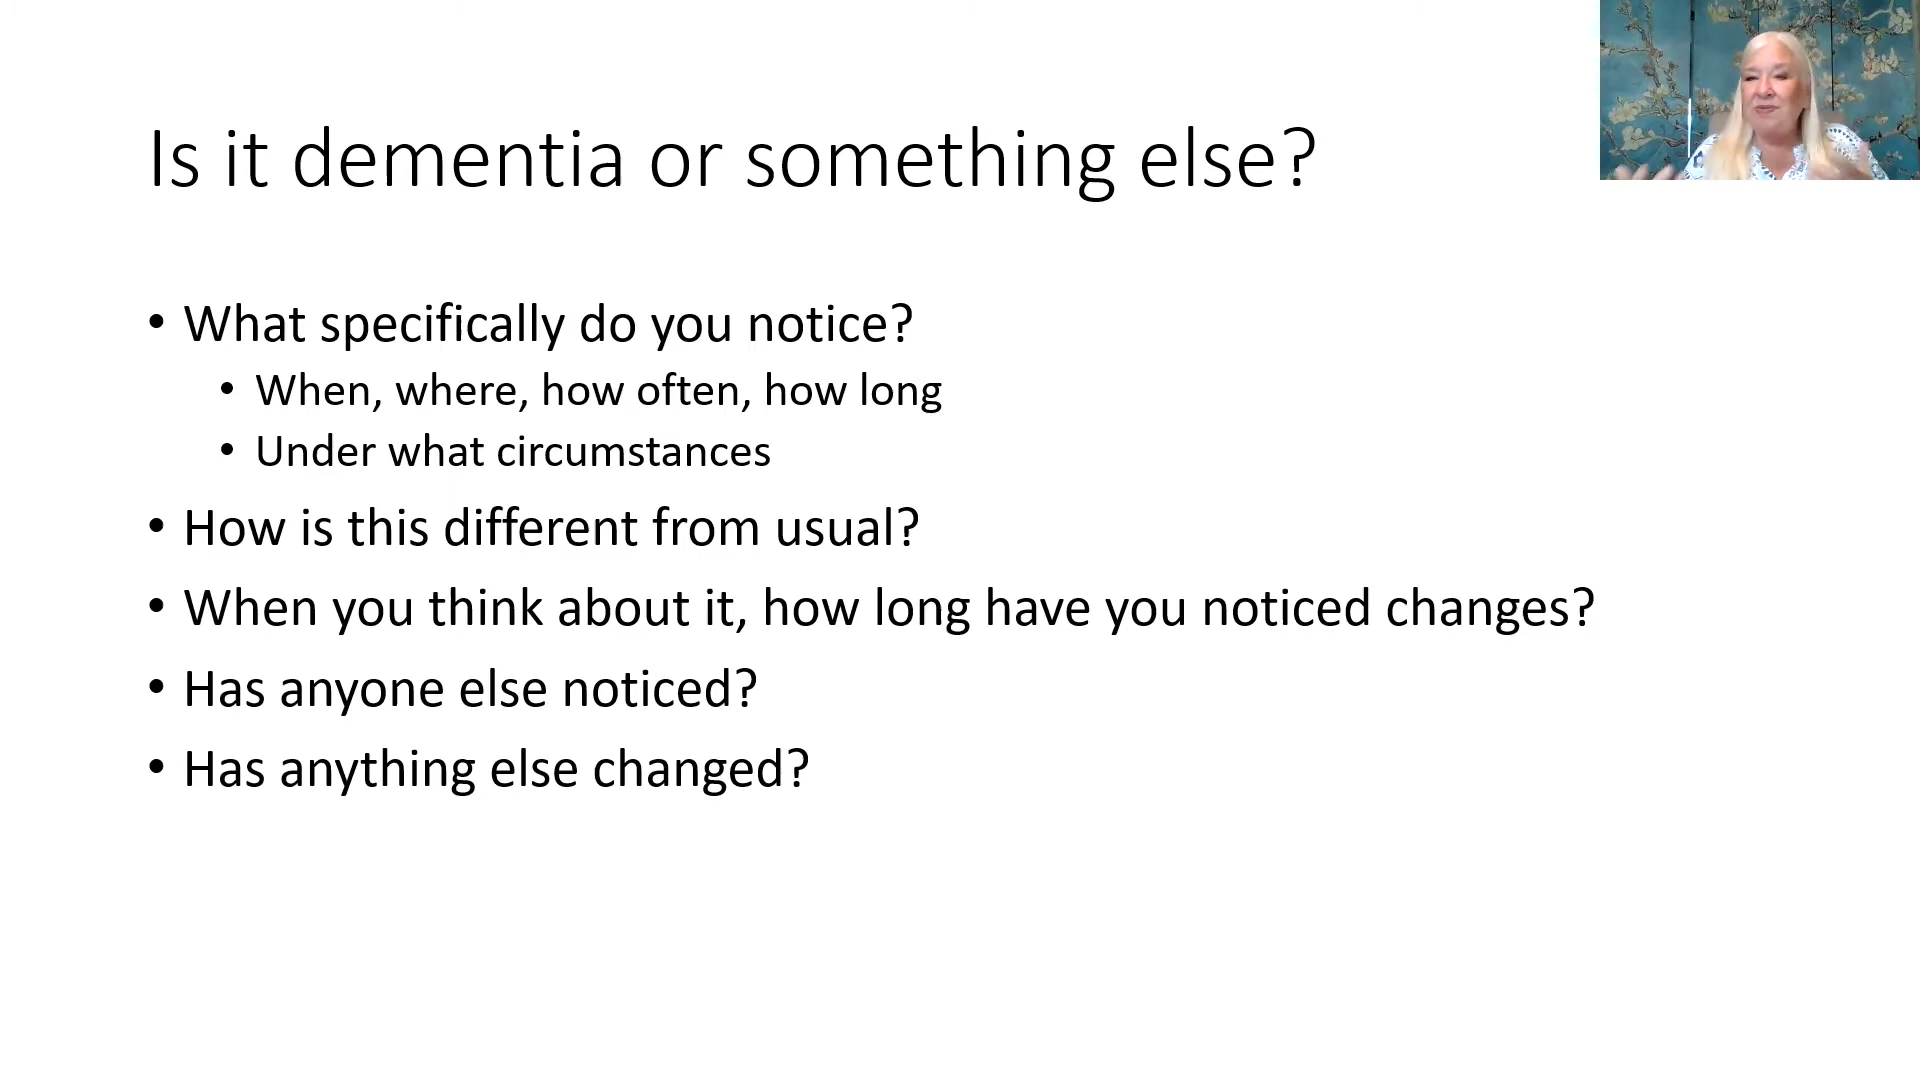 Is it dementia or something else?
• What specifically do you notice?
• When, where, how often, how long
• Under what circumstances
• How is this different from usual?
• When you think about it, how long have you noticed changes?
• Has anyone else noticed?
• Has anything else changed?